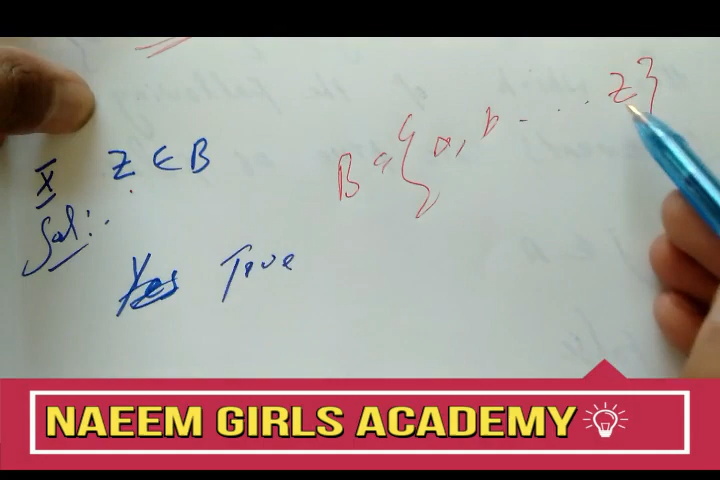 x Z ∈ B
B = {a, b - . . . z}
Sol:.
Yes True
NAEEM GIRLS ACADEMY